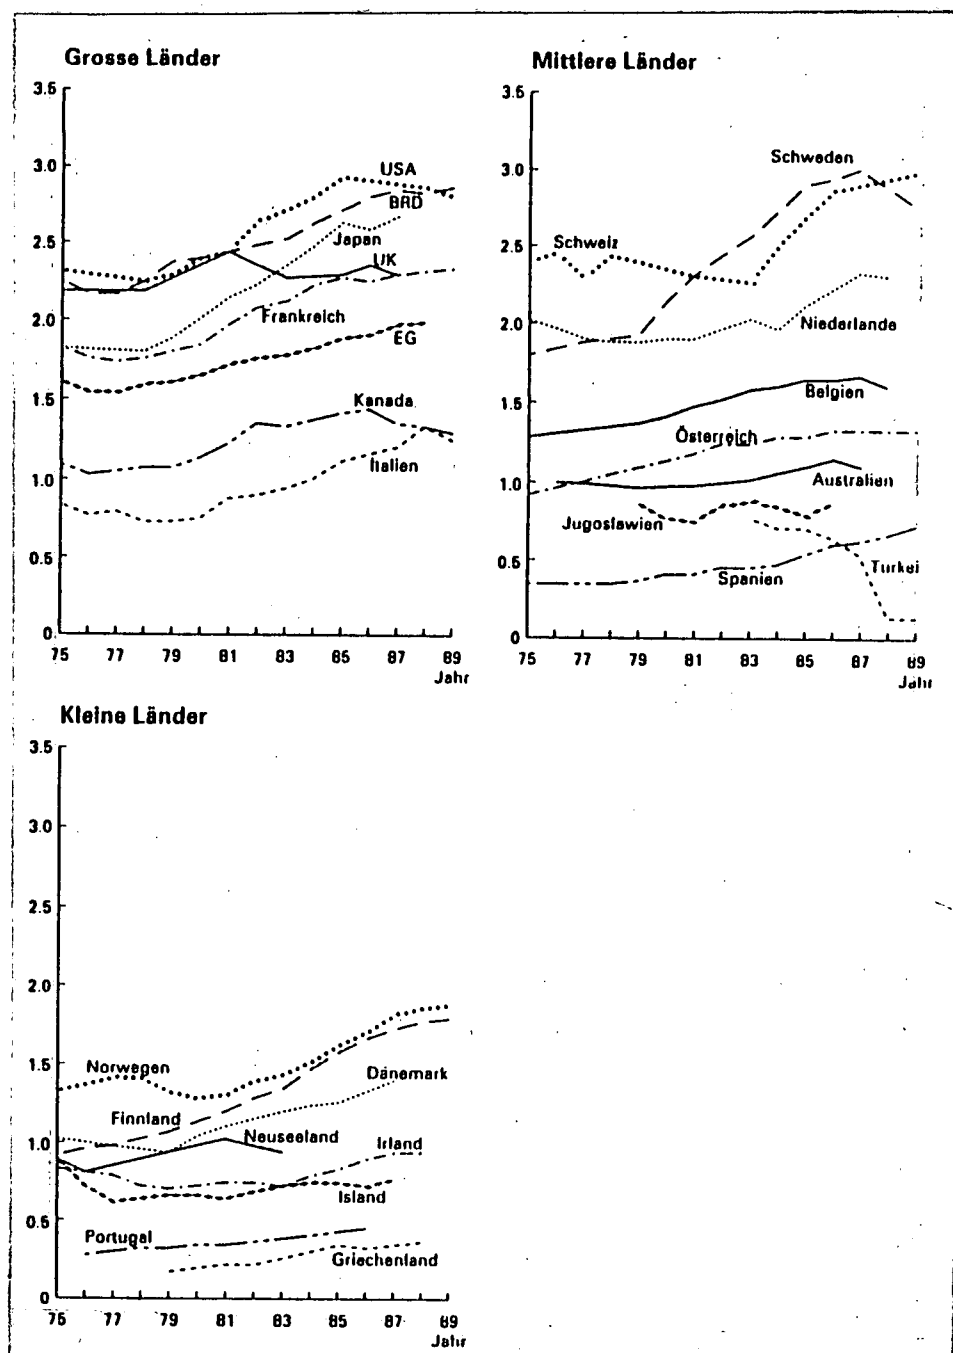 Grosse Länder
3.5
3.0
2.5
2.0
1.5
1.0
0.5
0
USA
BRD
Japan
UK
Frankreich
EG
Kanada
Italien
75 77 79 81 83 85 87 89
Jahr
Mittlere Länder
3.5
3.0
2.5
2.0
1.5
1.0
0.5
0
Schweden
Schweiz
Niederlande
Belgien
Österreich
Australien
Jugoslawien
Türkei
Spanien
75 77 79 81 83 85 87 89
Jahr
Kleine Länder
3.5
3.0
2.5
2.0
1.5
1.0
0.5
0
Norwegen
Dänemark
Finnland
Neuseeland
Irland
Island
Portugal
Griechenland
75 77 79 81 83 85 87 89
Jahr